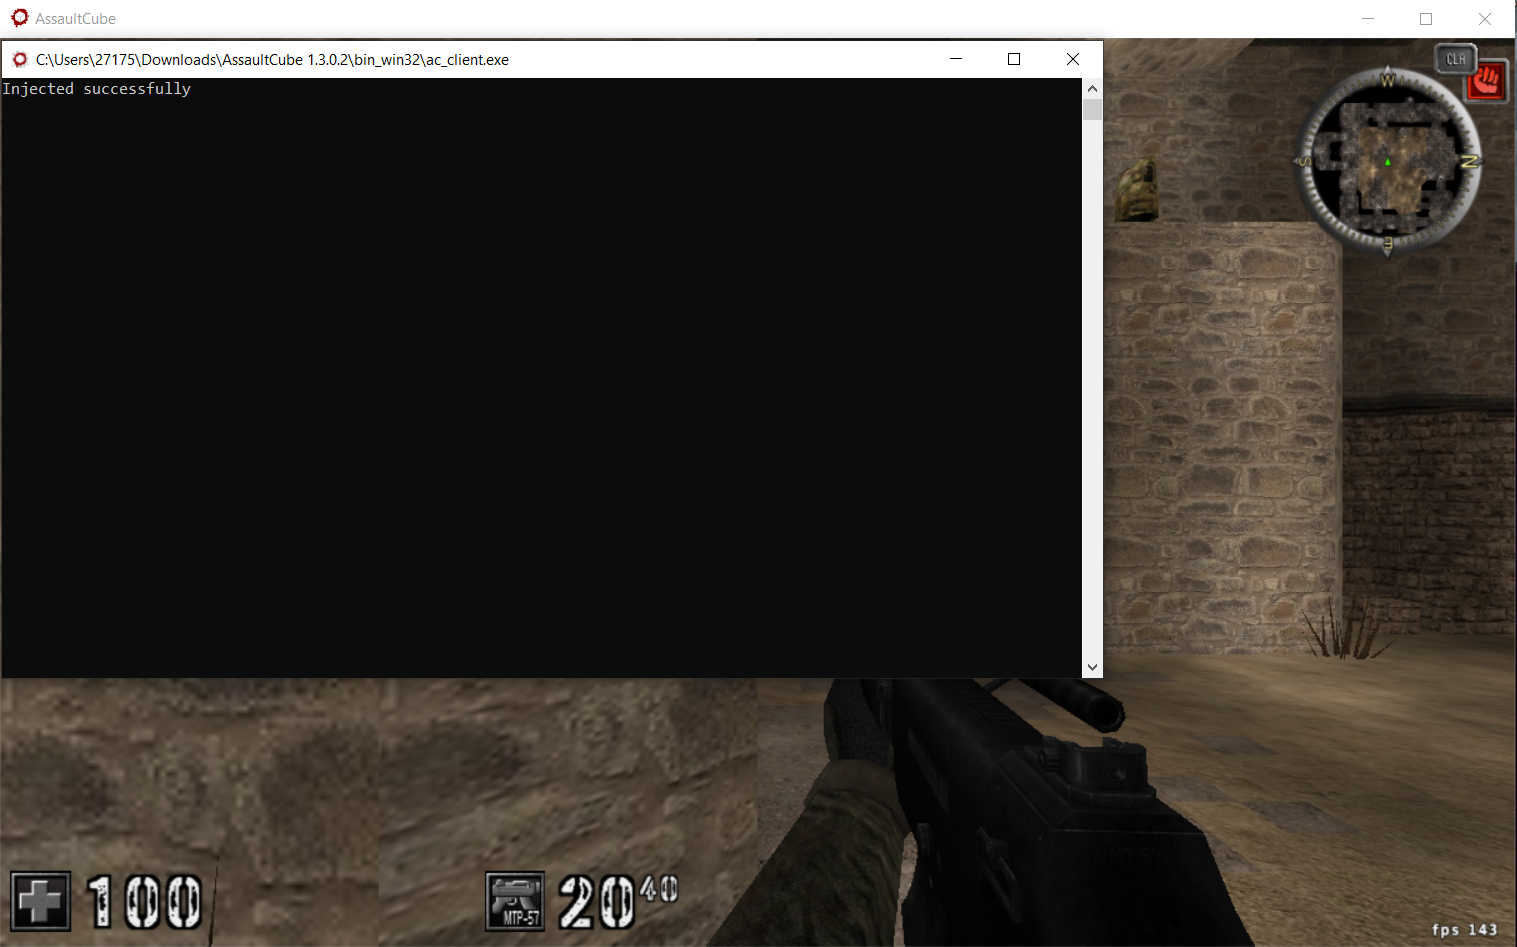 AssaultCube
C:\Users\27175\Downloads\AssaultCube 1.3.0.2\bin_win32\ac_client.exe
Injected successfully
CLA
W
S
N
E
100
MTP-57
20 40
fps 143